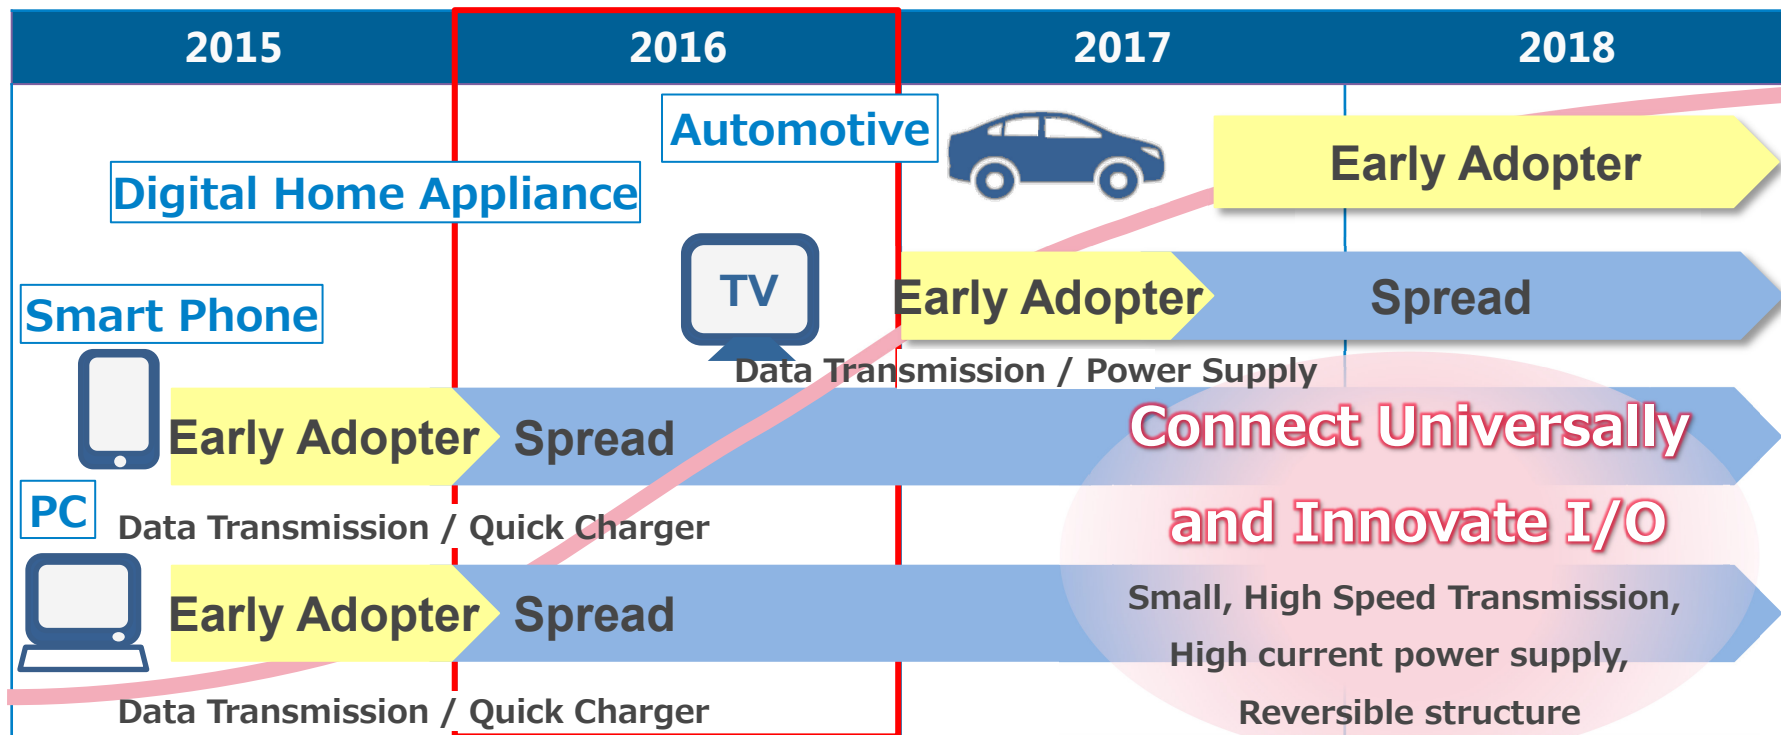 2015 2016 2017 2018
Automotive
Early Adopter
Digital Home Appliance
TV
Early Adopter Spread
Smart Phone
Data Transmission / Power Supply
Early Adopter Spread
Connect Universally
PC
Data Transmission / Quick Charger
and Innovate I/O
Early Adopter Spread
Small, High Speed Transmission,
High current power supply,
Data Transmission / Quick Charger
Reversible structure